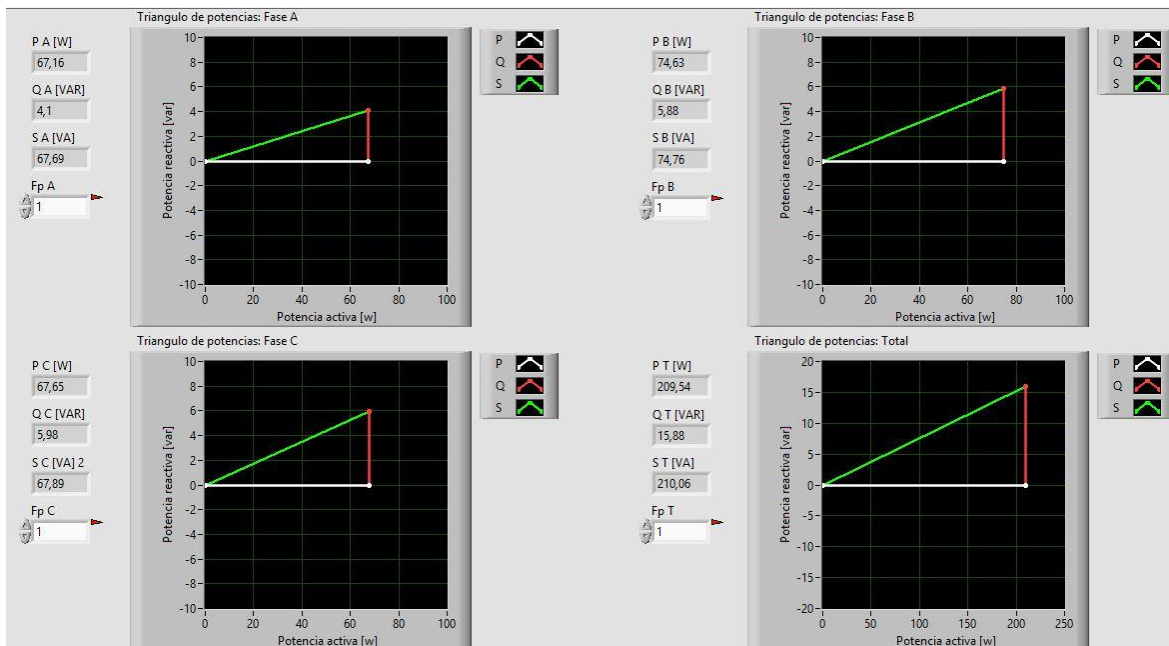 Triangulo de potencias: Fase A
P A [W]
67,16
Q A [VAR]
4,1
S A [VA]
67,69
Fp A
1
Potencia reactiva [var]
10
8
6
4
2
0
-2
-4
-6
-8
-10
0 20 40 60 80 100
Potencia activa [w]
P
Q
S
Triangulo de potencias: Fase B
P B [W]
74,63
Q B [VAR]
5,88
S B [VA]
74,76
Fp B
1
Potencia reactiva [var]
10
8
6
4
2
0
-2
-4
-6
-8
-10
0 20 40 60 80 100
Potencia activa [w]
P
Q
S
Triangulo de potencias: Fase C
P C [W]
67,65
Q C [VAR]
5,98
S C [VA] 2
67,89
Fp C
1
Potencia reactiva [var]
10
8
6
4
2
0
-2
-4
-6
-8
-10
0 20 40 60 80 100
Potencia activa [w]
P
Q
S
Triangulo de potencias: Total
P T [W]
209,54
Q T [VAR]
15,88
S T [VA]
210,06
Fp T
1
Potencia reactiva [var]
20
15
10
5
0
-5
-10
-15
-20
0 50 100 150 200 250
Potencia activa [w]
P
Q
S